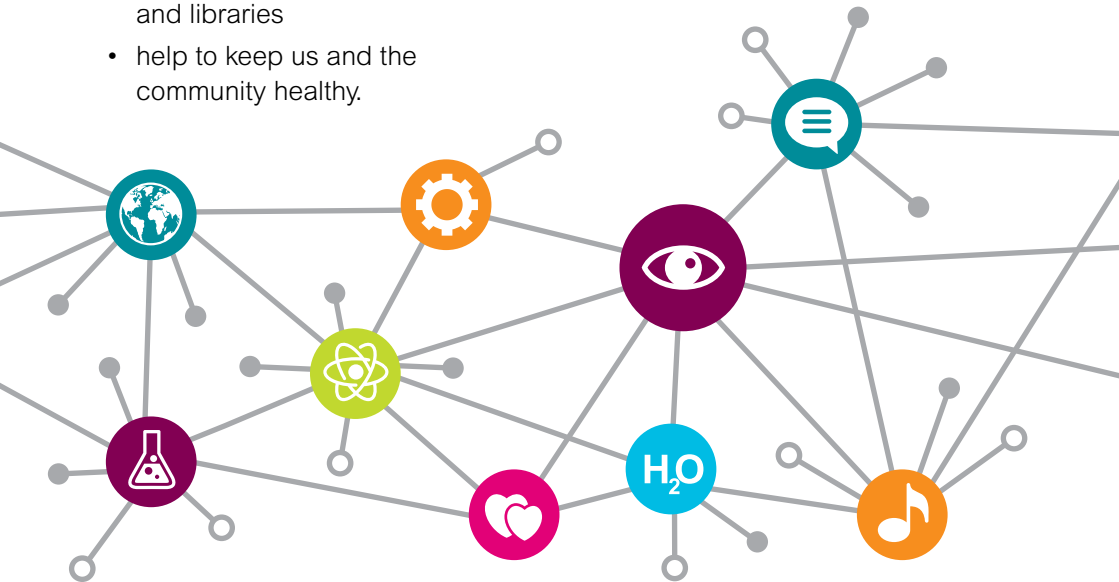 and libraries
• help to keep us and the
community healthy.
H₂O